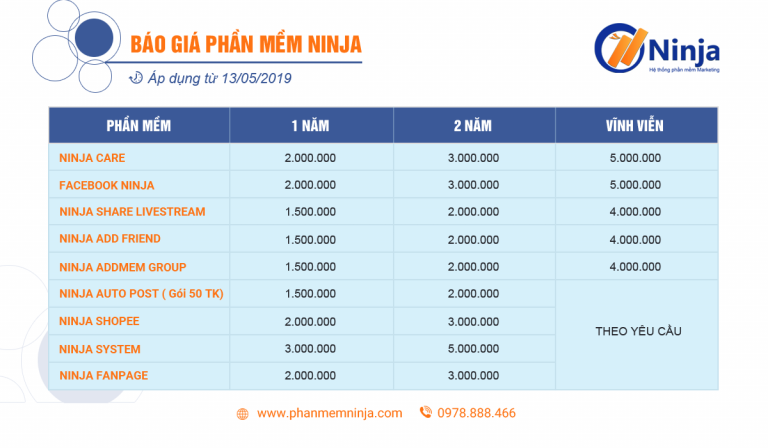 BÁO GIÁ PHẦN MỀM NINJA
Áp dụng từ 13/05/2019
Ninja
Hệ thống phần mềm Marketing
PHẦN MỀM 1 NĂM 2 NĂM VĨNH VIỄN
NINJA CARE 2.000.000 3.000.000 5.000.000
FACEBOOK NINJA 2.000.000 3.000.000 5.000.000
NINJA SHARE LIVESTREAM 1.500.000 2.000.000 4.000.000
NINJA ADD FRIEND 1.500.000 2.000.000 4.000.000
NINJA ADDMEM GROUP 1.500.000 2.000.000 4.000.000
NINJA AUTO POST ( Gói 50 TK) 1.500.000 2.000.000
NINJA SHOPEE 2.000.000 3.000.000
THEO YÊU CẦU
NINJA SYSTEM 3.000.000 5.000.000
NINJA FANPAGE 2.000.000 3.000.000
www.phanmemninja.com 0978.888.466